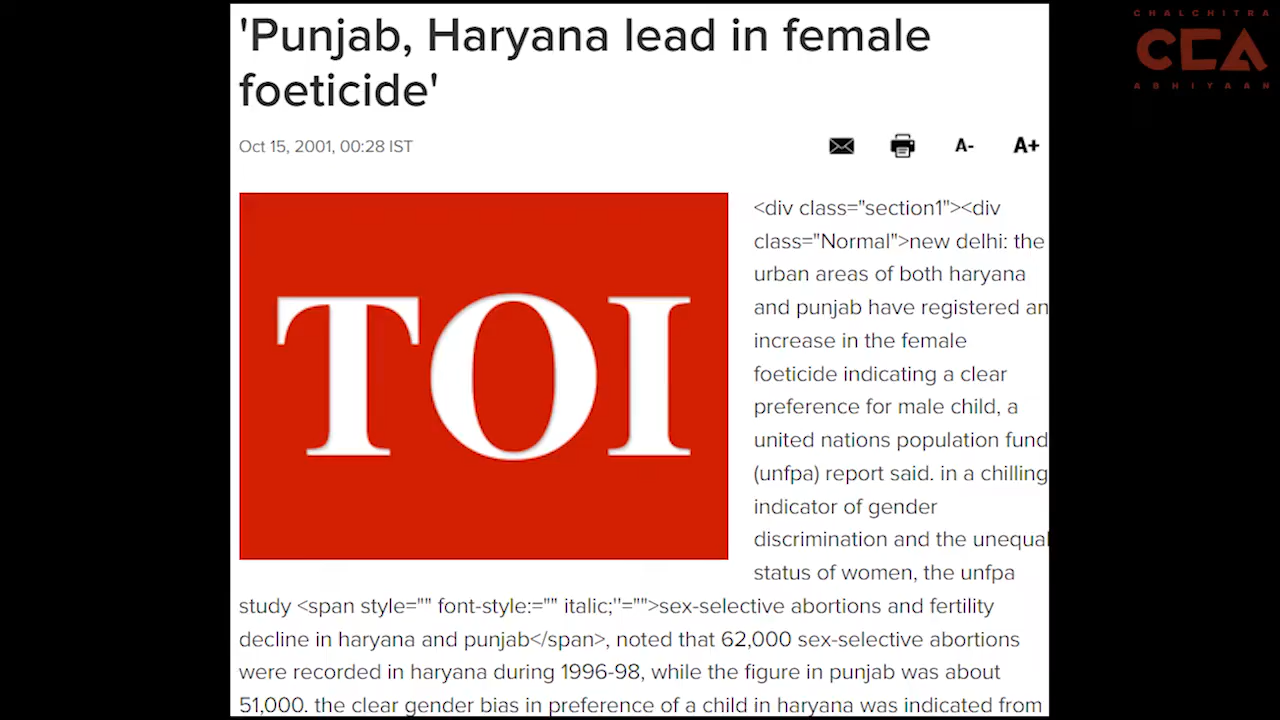 'Punjab, Haryana lead in female
foeticide'
CHALCHITRA
CCA
ABHIYAAN
Oct 15, 2001, 00:28 IST
A-
A+
TOI
<div class="section1"><div
class="Normal">new delhi: the
urban areas of both haryana
and punjab have registered an
increase in the female
foeticide indicating a clear
preference for male child, a
united nations population fund
(unfpa) report said. in a chilling
indicator of gender
discrimination and the unequal
status of women, the unfpa
study <span style="" font-style:="" italic;''="">sex-selective abortions and fertility
decline in haryana and punjab</span>, noted that 62,000 sex-selective abortions
were recorded in haryana during 1996-98, while the figure in punjab was about
51,000. the clear gender bias in preference of a child in haryana was indicated from